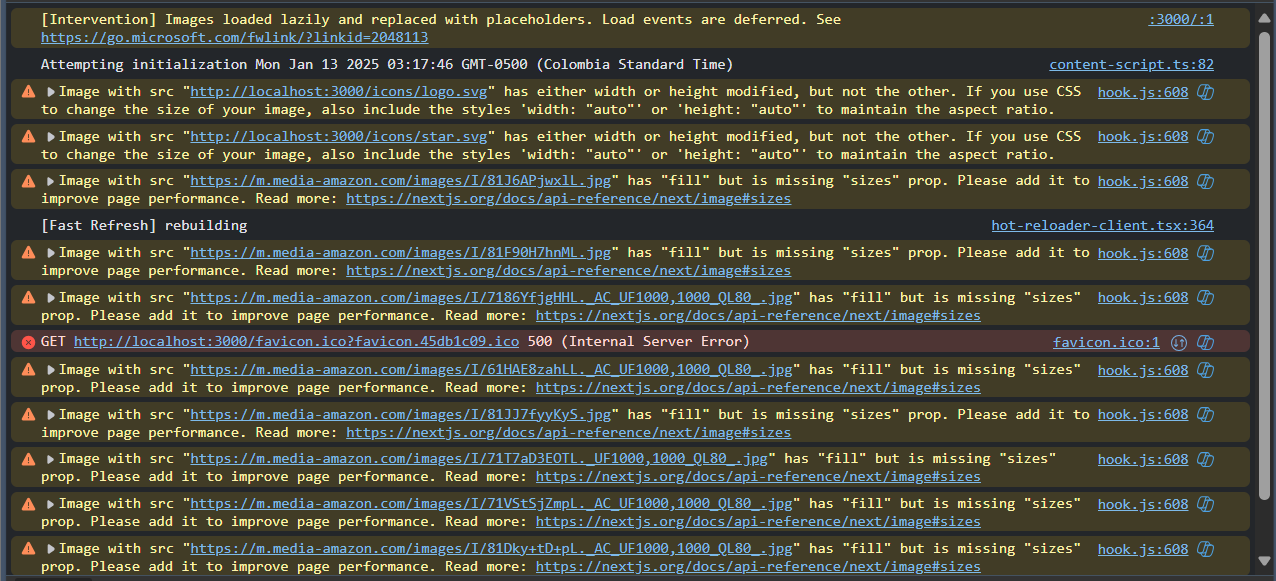 [Intervention] Images loaded lazily and replaced with placeholders. Load events are deferred. See :3000/:1
https://go.microsoft.com/fwlink/?linkid=2048113
Attempting initialization Mon Jan 13 2025 03:17:46 GMT-0500 (Colombia Standard Time) content-script.ts:82
Image with src "http://localhost:3000/icons/logo.svg" has either width or height modified, but not the other. If you use CSS hook.js:608
to change the size of your image, also include the styles 'width: "auto"' or 'height: "auto"' to maintain the aspect ratio.
Image with src "http://localhost:3000/icons/star.svg" has either width or height modified, but not the other. If you use CSS hook.js:608
to change the size of your image, also include the styles 'width: "auto"' or 'height: "auto"' to maintain the aspect ratio.
Image with src "https://m.media-amazon.com/images/I/81J6APjwxlL.jpg" has "fill" but is missing "sizes" prop. Please add it to hook.js:608
improve page performance. Read more: https://nextjs.org/docs/api-reference/next/image#sizes
[Fast Refresh] rebuilding hot-reloader-client.tsx:364
Image with src "https://m.media-amazon.com/images/I/81F90H7hnML.jpg" has "fill" but is missing "sizes" prop. Please add it to hook.js:608
improve page performance. Read more: https://nextjs.org/docs/api-reference/next/image#sizes
Image with src "https://m.media-amazon.com/images/I/7186YfjgHHL._AC_UF1000,1000_QL80_.jpg" has "fill" but is missing "sizes" hook.js:608
prop. Please add it to improve page performance. Read more: https://nextjs.org/docs/api-reference/next/image#sizes
GET http://localhost:3000/favicon.ico?favicon.45db1c09.ico 500 (Internal Server Error) favicon.ico:1
Image with src "https://m.media-amazon.com/images/I/61HAE8zahLL._AC_UF1000,1000_QL80_.jpg" has "fill" but is missing "sizes" hook.js:608
prop. Please add it to improve page performance. Read more: https://nextjs.org/docs/api-reference/next/image#sizes
Image with src "https://m.media-amazon.com/images/I/81JJ7fyyKyS.jpg" has "fill" but is missing "sizes" prop. Please add it to hook.js:608
improve page performance. Read more: https://nextjs.org/docs/api-reference/next/image#sizes
Image with src "https://m.media-amazon.com/images/I/71T7aD3EOTL._UF1000,1000_QL80_.jpg" has "fill" but is missing "sizes" hook.js:608
prop. Please add it to improve page performance. Read more: https://nextjs.org/docs/api-reference/next/image#sizes
Image with src "https://m.media-amazon.com/images/I/71VStSjZmpL._AC_UF1000,1000_QL80_.jpg" has "fill" but is missing "sizes" hook.js:608
prop. Please add it to improve page performance. Read more: https://nextjs.org/docs/api-reference/next/image#sizes
Image with src "https://m.media-amazon.com/images/I/81Dky+tD+pL._AC_UF1000,1000_QL80_.jpg" has "fill" but is missing "sizes" hook.js:608
prop. Please add it to improve page performance. Read more: https://nextjs.org/docs/api-reference/next/image#sizes